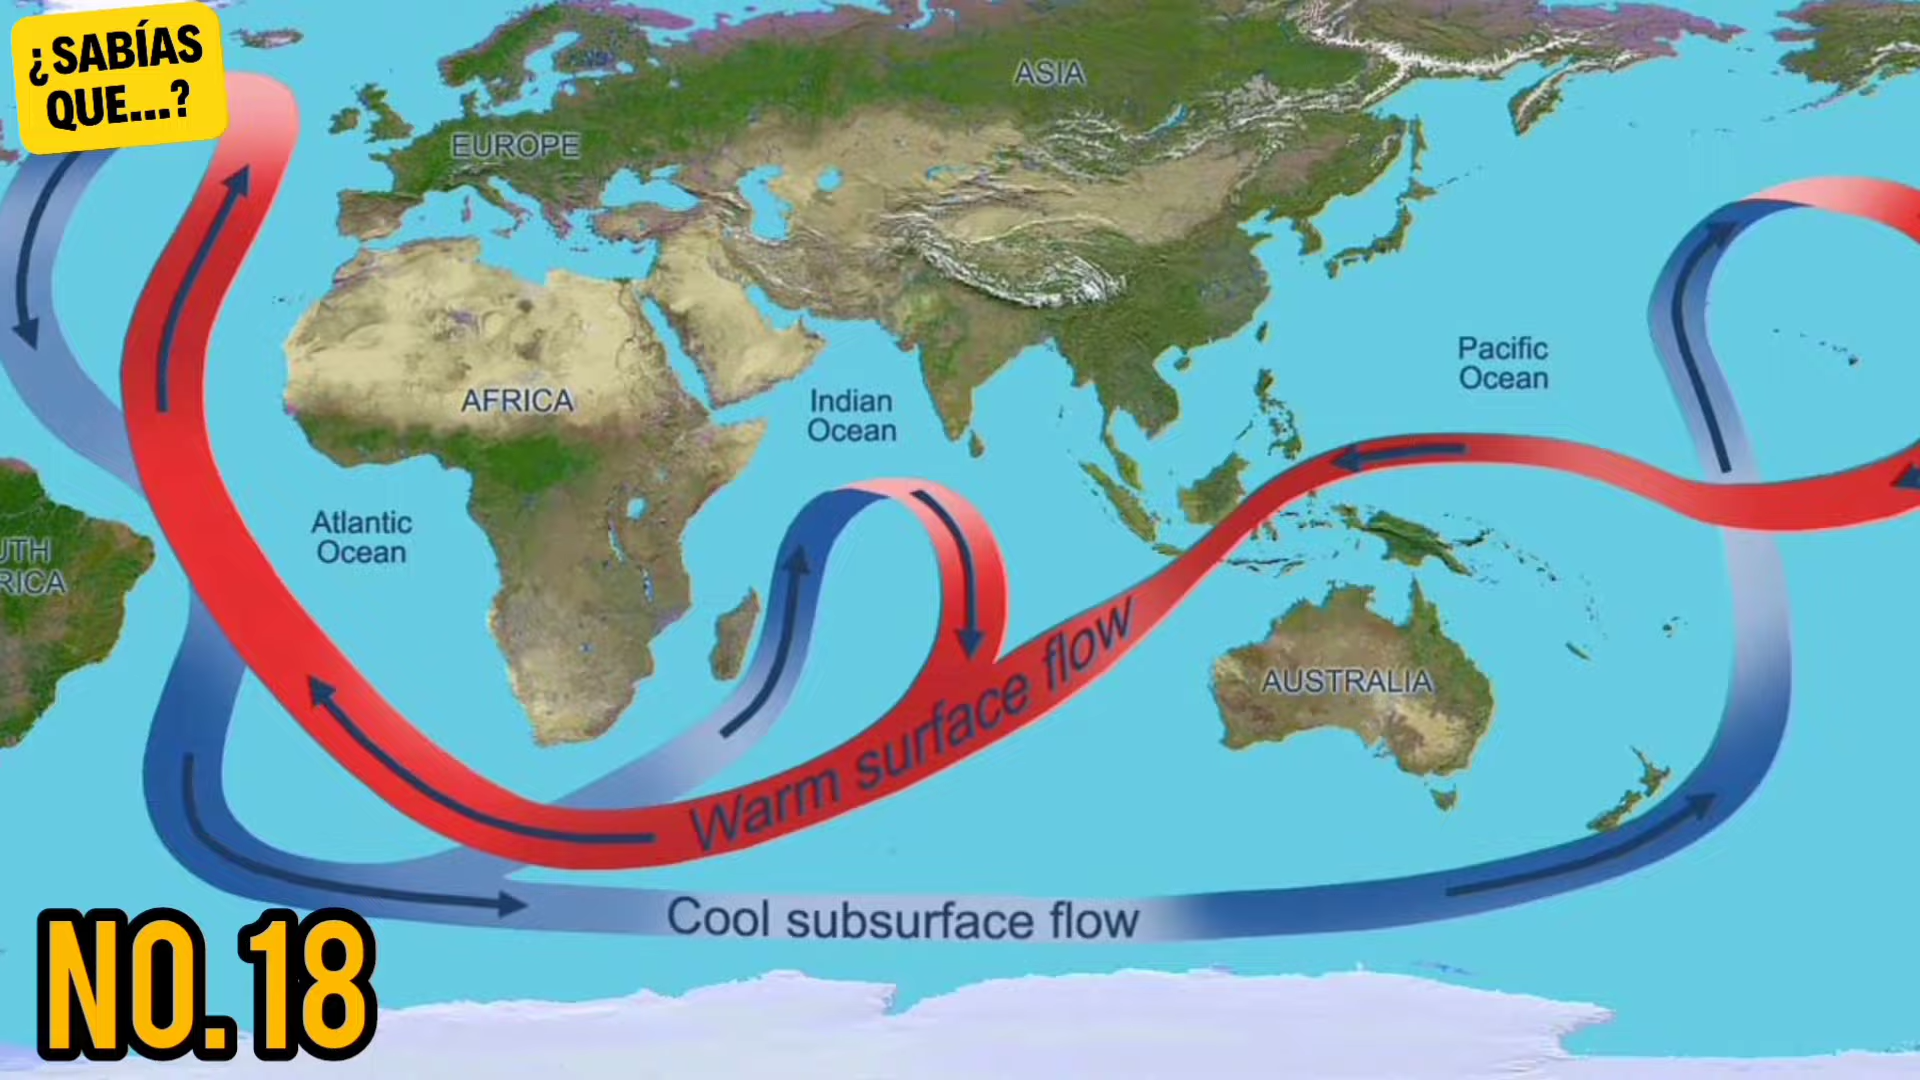 ¿SABÍAS
QUE...?
ASIA
EUROPE
Pacific
Ocean
AFRICA
Indian
Ocean
Atlantic
Ocean
UTH
RICA
Warm surface flow
AUSTRALIA
Cool subsurface flow
NO.18